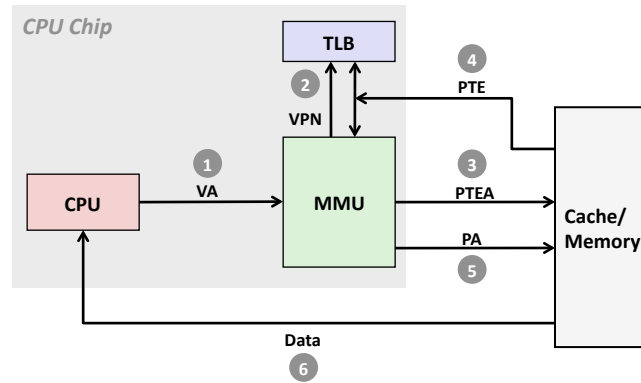 CPU Chip
TLB
2
VPN
4
PTE
1
VA
CPU
MMU
3
PTEA
PA
5
Cache/
Memory
Data
6